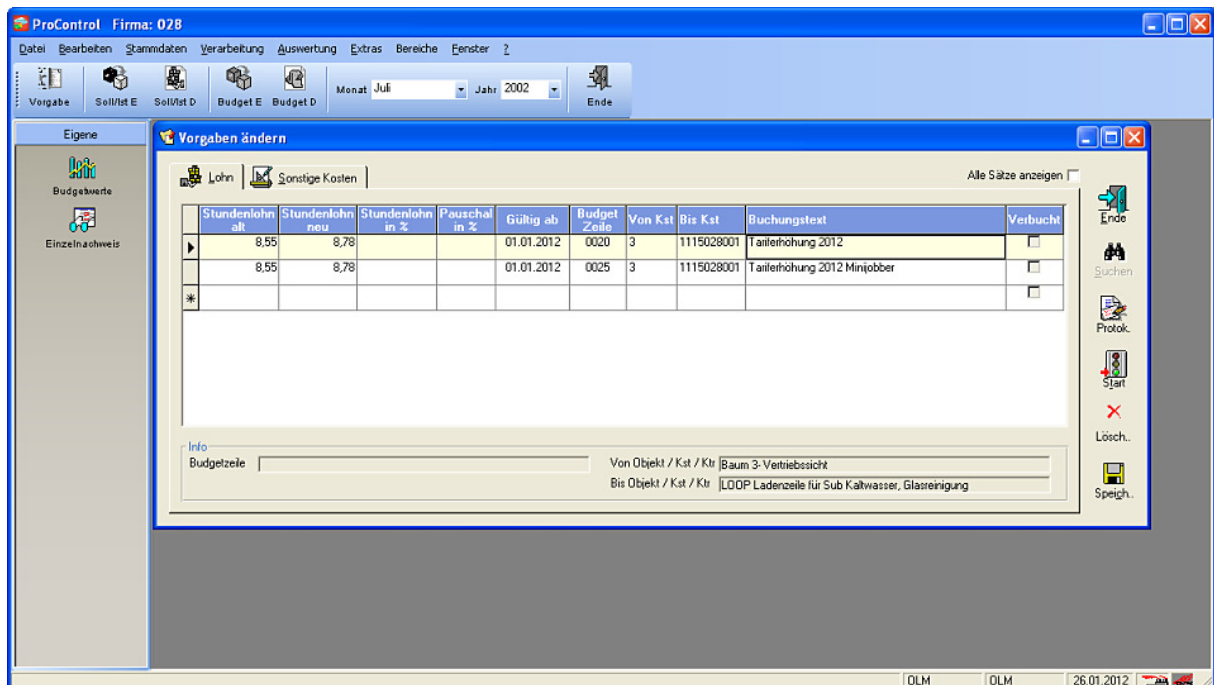 ProControl Firma: 028
Datei Bearbeiten Stammdaten Verarbeitung Auswertung Extras Bereiche Fenster ?
Vorgabe Soll/Ist E Soll/Ist D Budget E Budget D Monat Juli Jahr 2002 Ende
Eigene
Budgetwerte
Einzelnachweis
Vorgaben ändern
Lohn Sonstige Kosten Alle Sätze anzeigen
Stundenlohn alt Stundenlohn neu Stundenlohn in % Pauschal in % Gültig ab Budget Zeile Von Kst Bis Kst Buchungstext Verbucht
8,55 8,78 01.01.2012 0020 3 1115028001 Tariferhöhung 2012
8,55 8,78 01.01.2012 0025 3 1115028001 Tariferhöhung 2012 Minijobber
Ende
Suchen
Protok.
Start
Lösch..
Speich..
Info
Budgetzeile Von Objekt / Kst / Ktr Baum 3- Vertriebssicht
Bis Objekt / Kst / Ktr LOOP Ladenzeile für Sub Kaltwasser, Glasreinigung
OLM OLM 26.01.2012